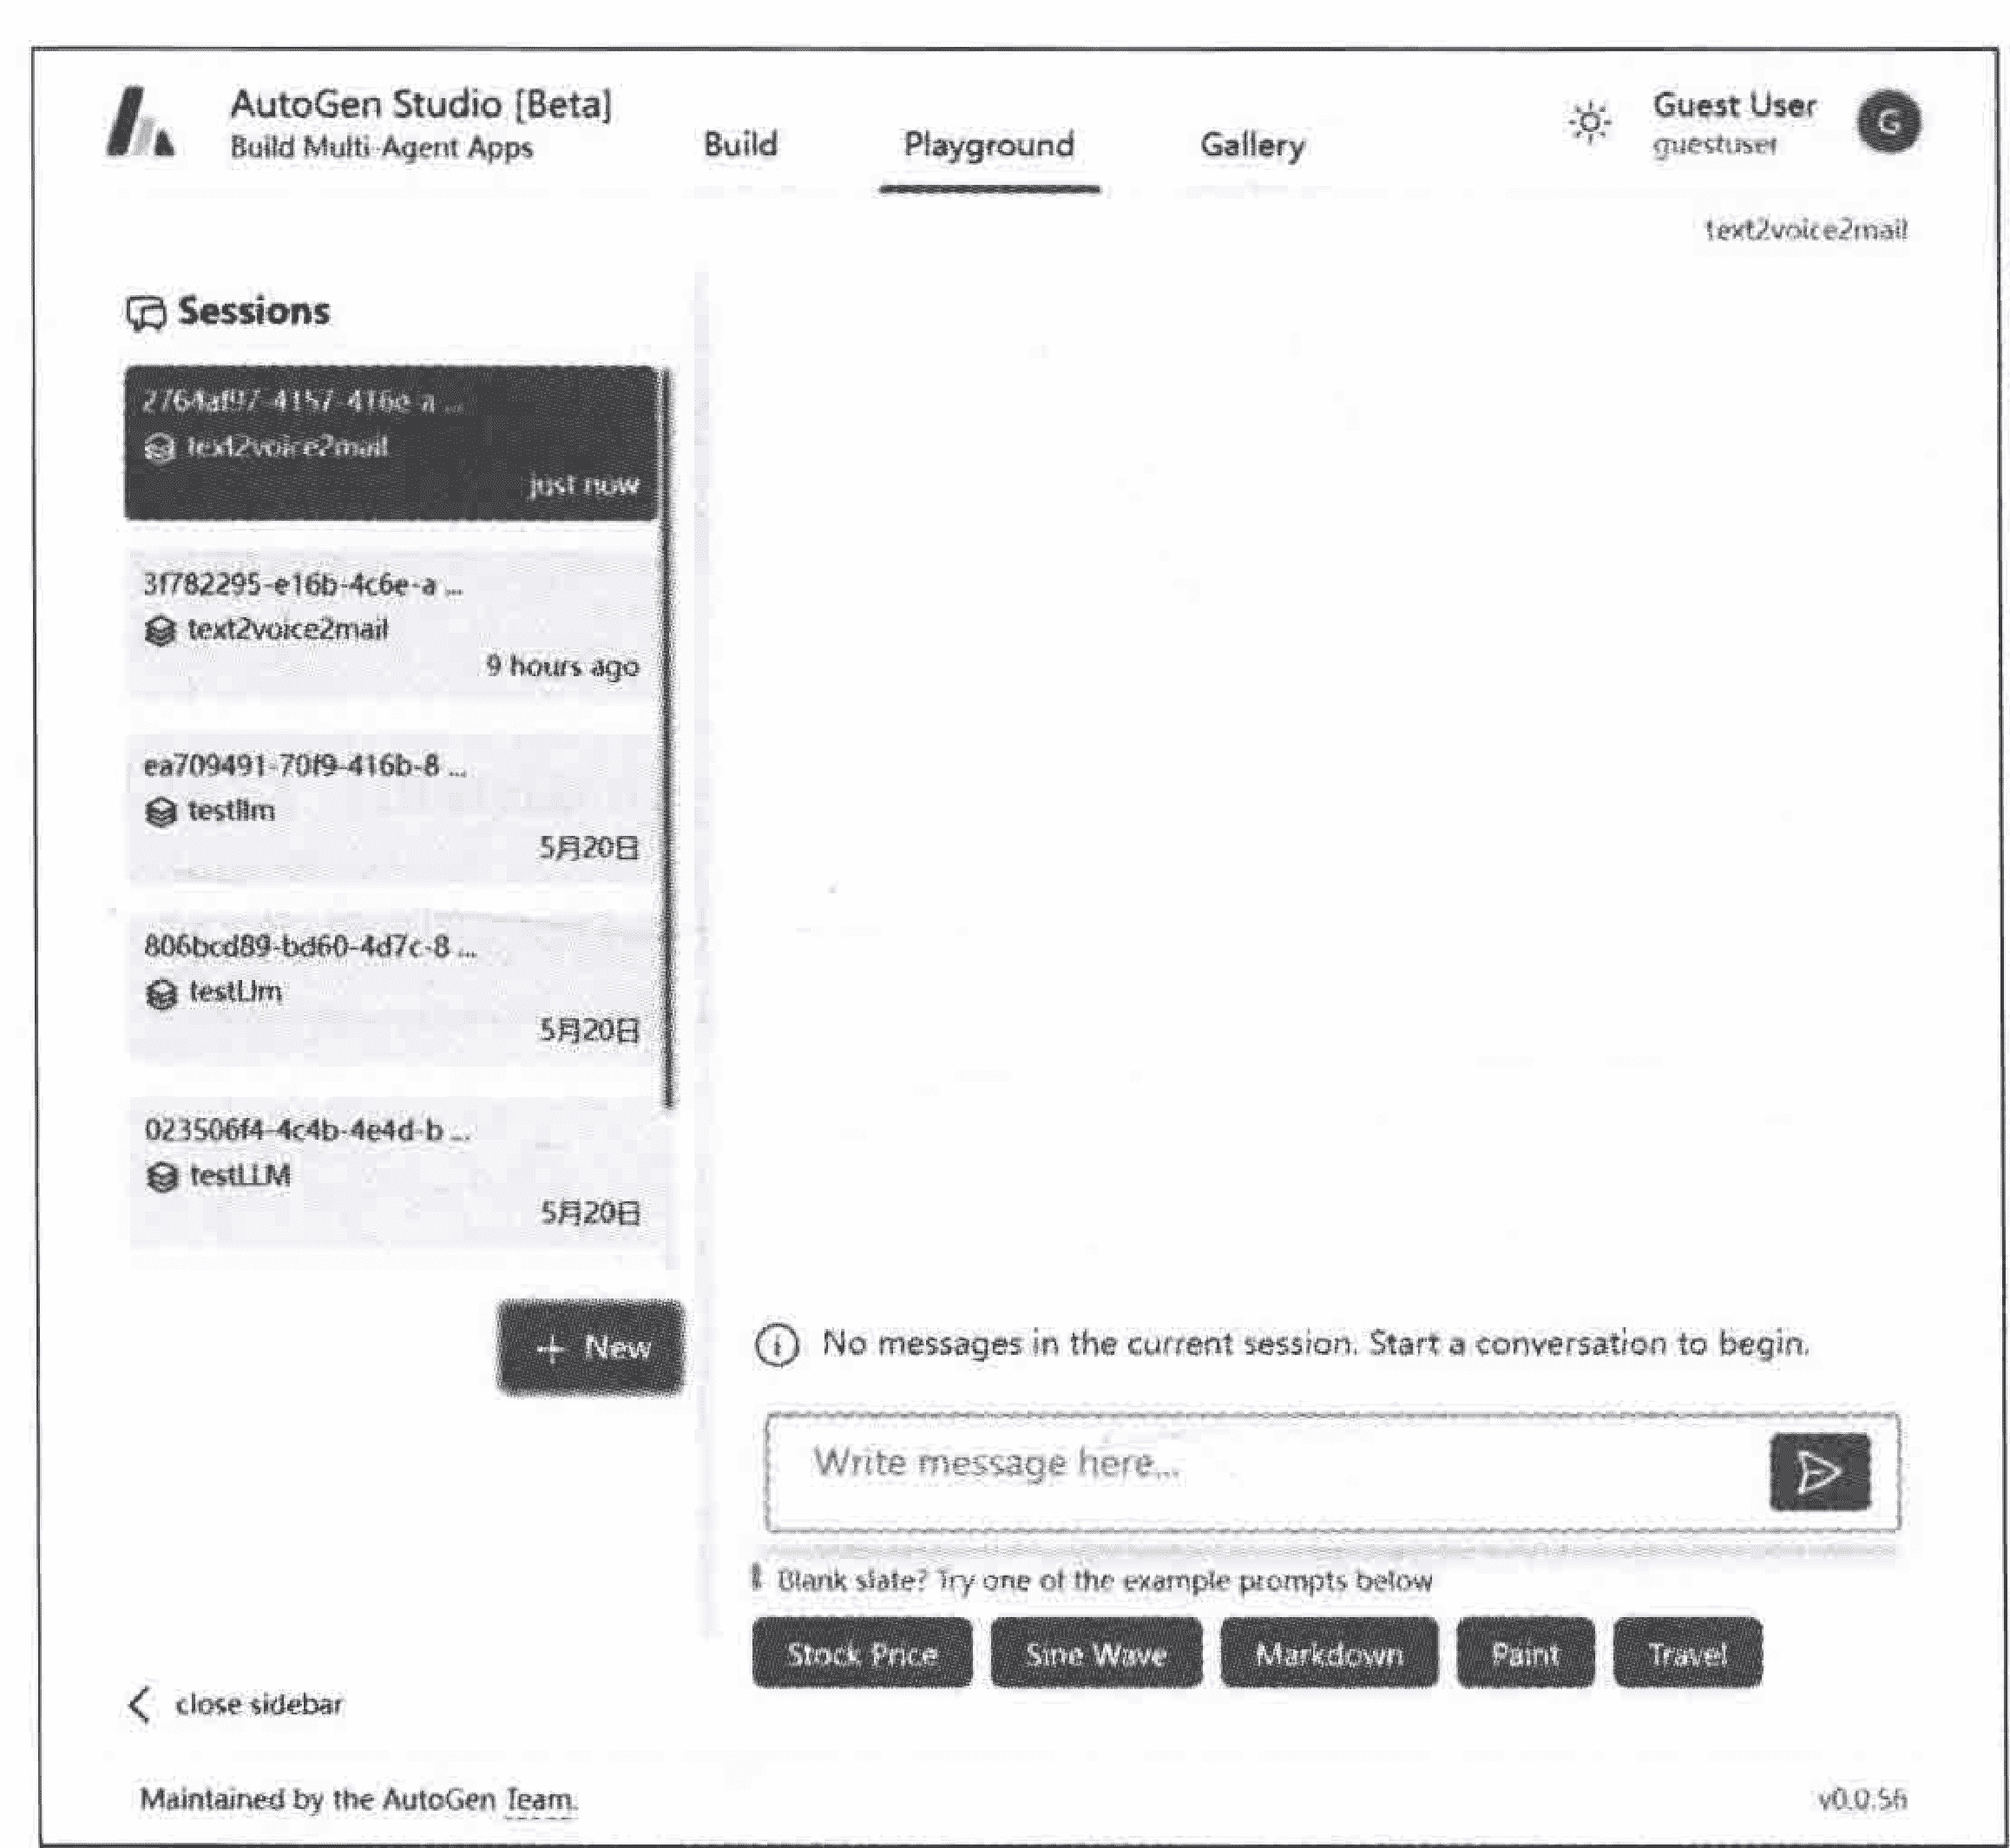 AutoGen Studio [Beta]
Build Multi-Agent Apps
Build
Playground
Gallery
Guest User
guestuser
G
text2voice2mail
Sessions
2764af97-4157-416e-a ...
text2voice2mail
just now
3f782295-e16b-4c6e-a ...
text2voice2mail
9 hours ago
ea709491-70f9-416b-8 ...
testllm
5月20日
806bcd89-bd60-4d7c-8 ...
testLlm
5月20日
023506f4-4c4b-4e4d-b ...
testLLM
5月20日
+ New
No messages in the current session. Start a conversation to begin.
Write message here...
Blank slate? Try one of the example prompts below
Stock Price
Sine Wave
Markdown
Paint
Travel
close sidebar
Maintained by the AutoGen Team.
v0.0.56